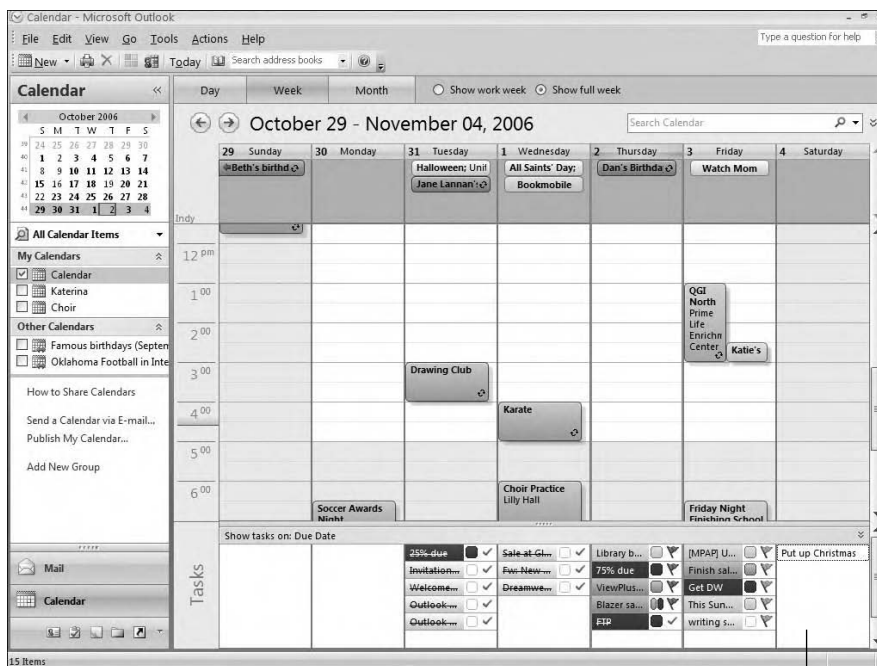 Calendar - Microsoft Outlook
File Edit View Go Tools Actions Help
Type a question for help
New Today Search address books
Calendar
October 2006
S M T W T F S
39 24 25 26 27 28 29 30
40 1 2 3 4 5 6 7
41 8 9 10 11 12 13 14
42 15 16 17 18 19 20 21
43 22 23 24 25 26 27 28
44 29 30 31 1 2 3 4
All Calendar Items
My Calendars
Calendar
Katerina
Choir
Other Calendars
Famous birthdays (Septen
Oklahoma Football in Inte
How to Share Calendars
Send a Calendar via E-mail...
Publish My Calendar...
Add New Group
Mail
Calendar
15 Items
Day Week Month Show work week Show full week
October 29 - November 04, 2006
Search Calendar
29 Sunday 30 Monday 31 Tuesday 1 Wednesday 2 Thursday 3 Friday 4 Saturday
Beth's birthd Halloween; Unit All Saints' Day; Dan's Birthda Watch Mom
Jane Lannan's Bookmobile
Indy
12 pm
1 00
QGI
North
Prime
Life
Enrichn
Center
Katie's
2 00
3 00
Drawing Club
4 00
Karate
5 00
6 00
Choir Practice
Lilly Hall
Soccer Awards
Night
Friday Night
Finishing School
Tasks
Show tasks on: Due Date
25% due Sale at Gl... Library b... [MPAP] U... Put up Christmas
Invitation... Fw: New ... 75% due Finish sal...
Welcome... Dreamwe... ViewPlus... Get DW
Outlook ... Blazer sa... This Sun...
Outlook ... FTP writing s...